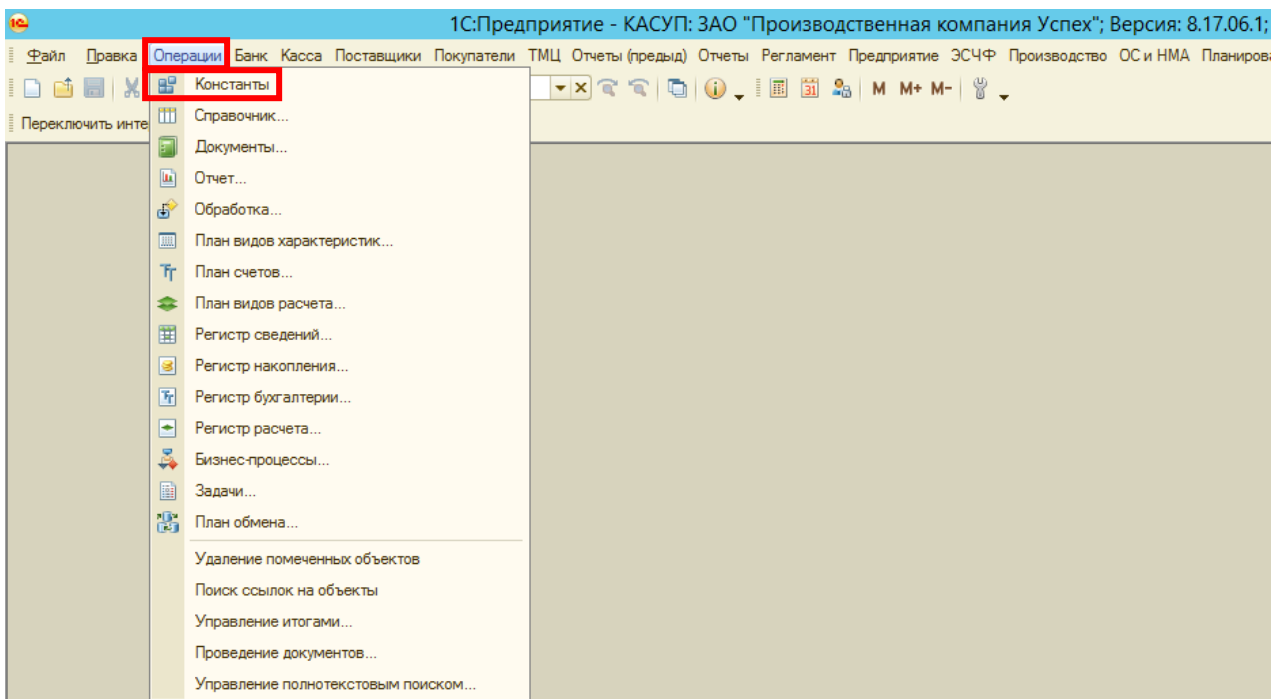 1С:Предприятие - КАСУП: ЗАО "Производственная компания Успех"; Версия: 8.17.06.1;
Файл Правка Операции Банк Касса Поставщики Покупатели ТМЦ Отчеты (предыд) Отчеты Регламент Предприятие ЭСЧФ Производство ОС и НМА Планирова
Константы M M+ M-
Переключить инте
Справочник...
Документы...
Отчет...
Обработка...
План видов характеристик...
План счетов...
План видов расчета...
Регистр сведений...
Регистр накопления...
Регистр бухгалтерии...
Регистр расчета...
Бизнес-процессы...
Задачи...
План обмена...
Удаление помеченных объектов
Поиск ссылок на объекты
Управление итогами...
Проведение документов...
Управление полнотекстовым поиском...